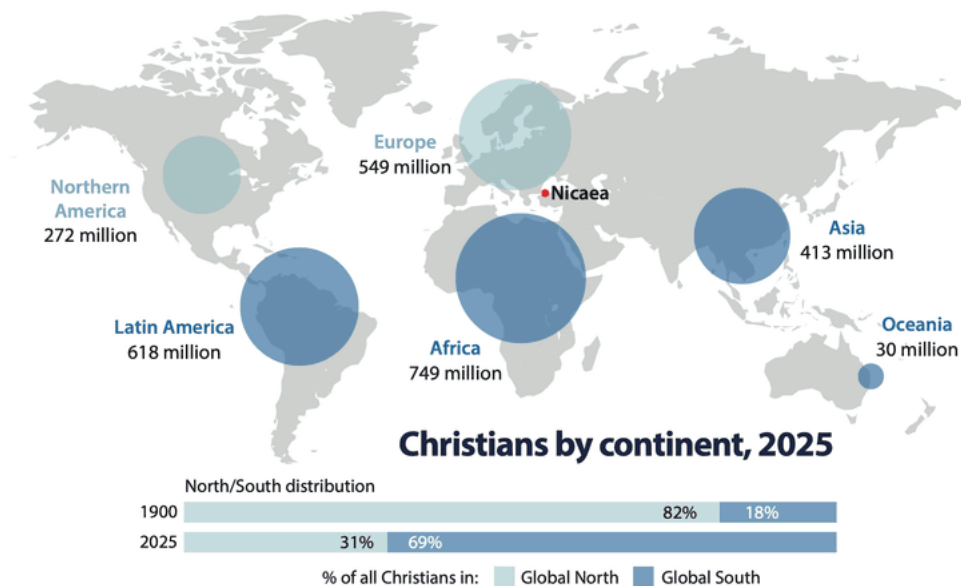 Europe
549 million
Northern
America
272 million
Nicaea
Asia
413 million
Latin America
618 million
Africa
749 million
Oceania
30 million
Christians by continent, 2025
North/South distribution
1900 82% 18%
2025 31% 69%
% of all Christians in: Global North Global South